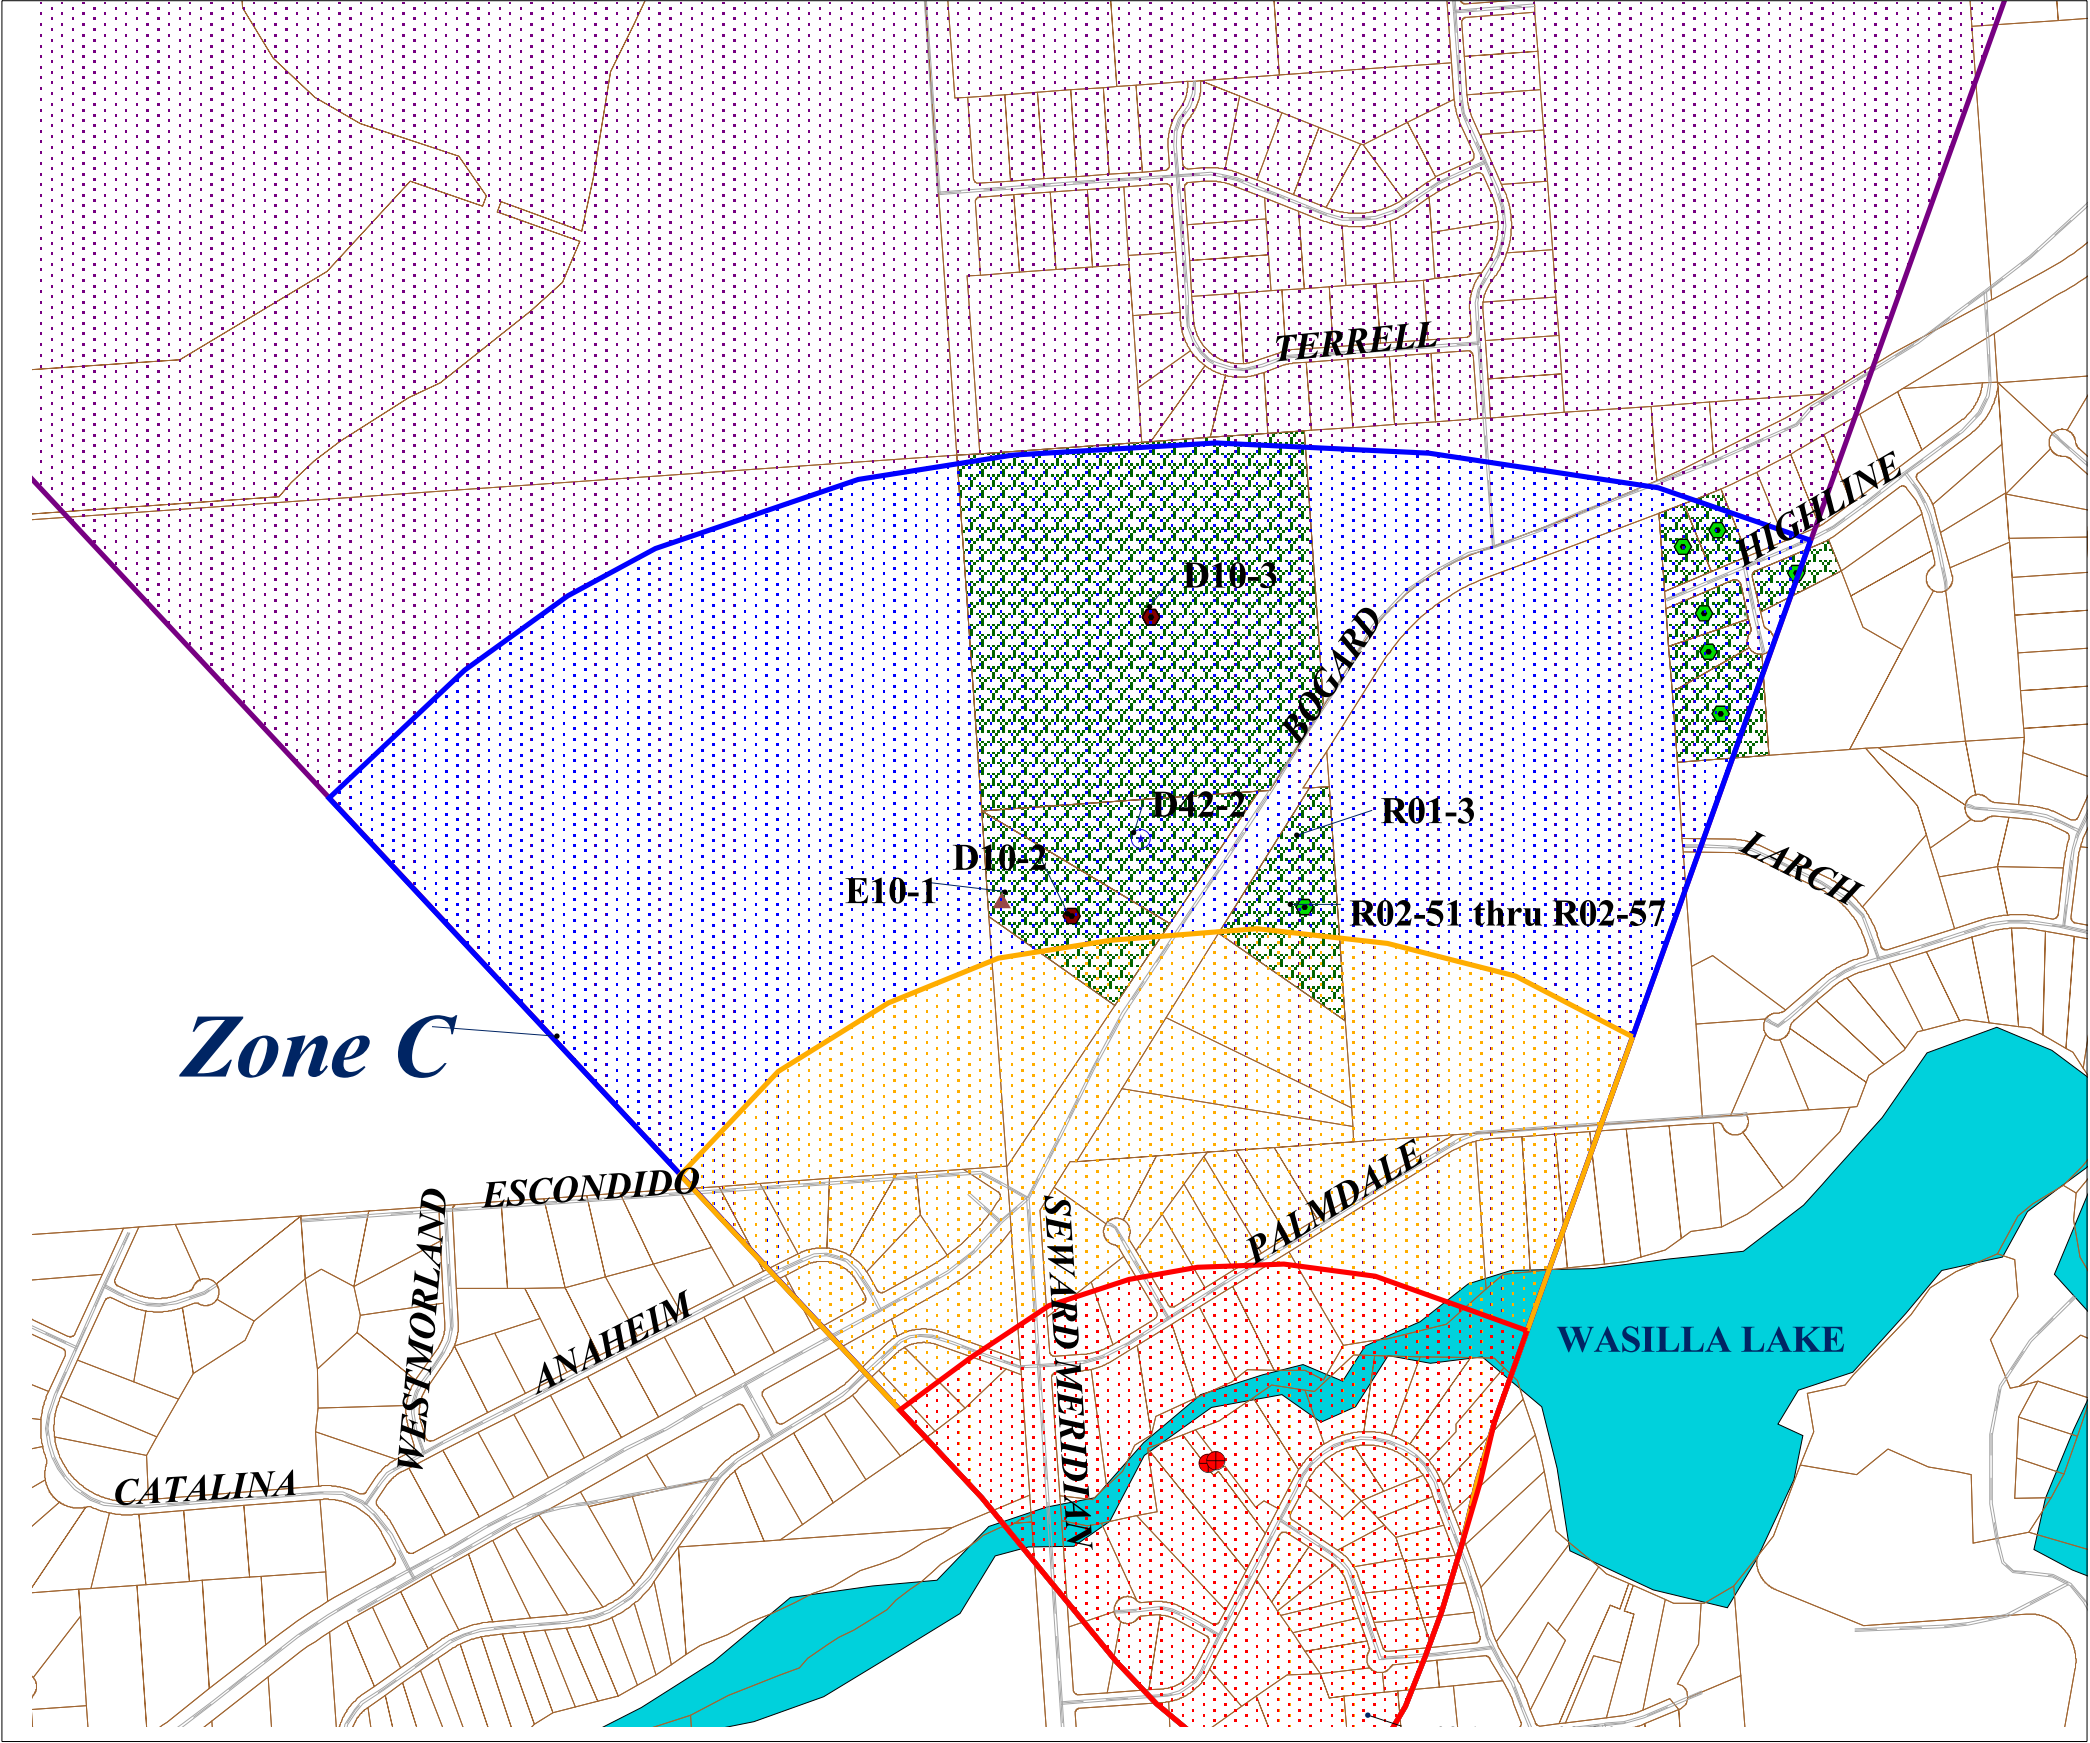 TERRELL
HIGHLINE
D10-3
BOGARD
D42-2
R01-3
D10-2
E10-1
LARCH
R02-51 thru R02-57
Zone C
ESCONDIDO
WESTMORLAND
SEWARD MERIDIAN
PALMDALE
ANAHEIM
WASILLA LAKE
CATALINA